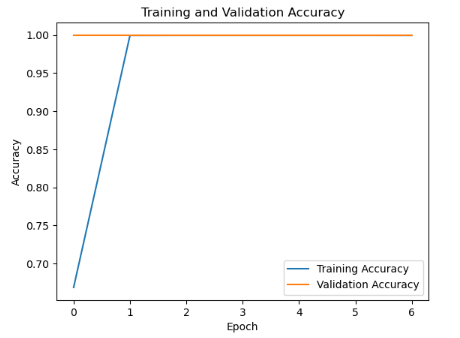 Training and Validation Accuracy
Accuracy
1.00
0.95
0.90
0.85
0.80
0.75
0.70
Training Accuracy
Validation Accuracy
0 1 2 3 4 5 6
Epoch